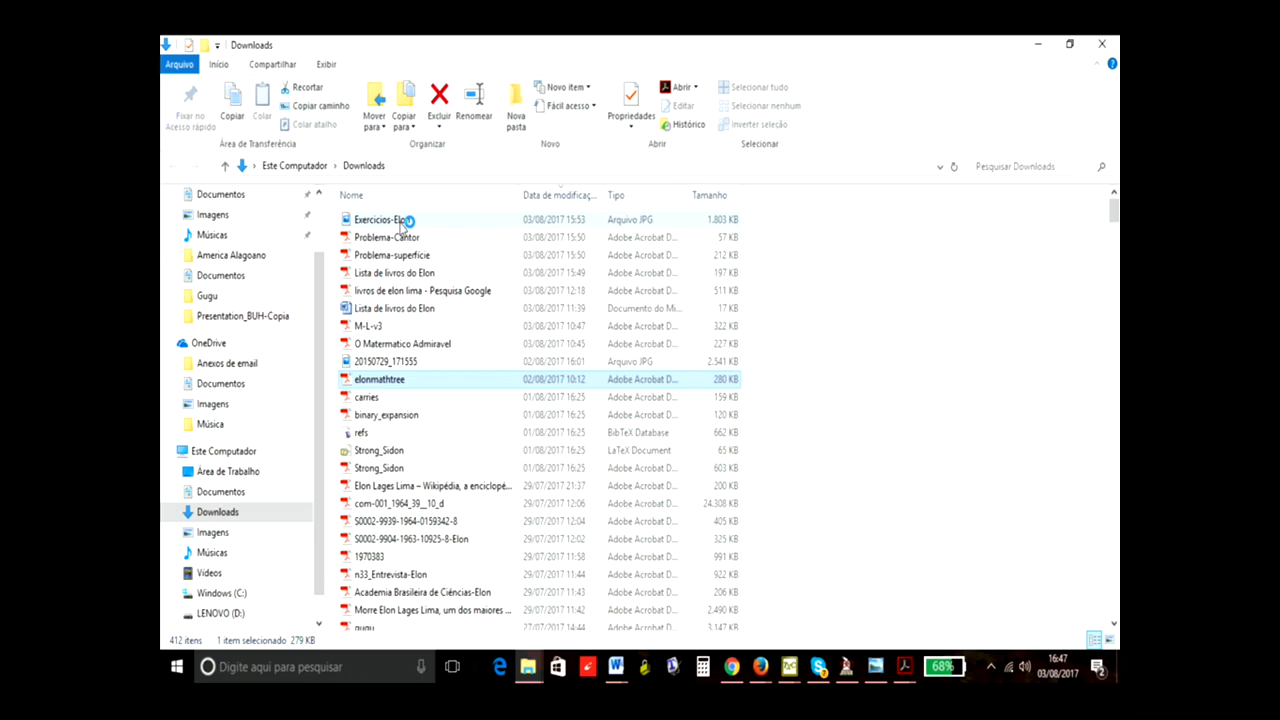 Downloads
Arquivo Início Compartilhar Exibir
Fixar no Acesso rápido
Copiar
Colar
Recortar
Copiar caminho
Colar atalho
Área de Transferência
Mover para
Copiar para
Excluir
Renomear
Organizar
Nova pasta
Novo item
Fácil acesso
Novo
Propriedades
Abrir
Editar
Histórico
Abrir
Selecionar tudo
Selecionar nenhum
Inverter seleção
Selecionar
Este Computador > Downloads
Pesquisar Downloads
Documentos
Imagens
Músicas
America Alagoano
Documentos
Gugu
Presentation_BUH-Copia
OneDrive
Anexos de email
Documentos
Imagens
Música
Este Computador
Área de Trabalho
Documentos
Downloads
Imagens
Músicas
Vídeos
Windows (C:)
LENOVO (D:)
Nome Data de modificaç... Tipo Tamanho
03/08/2017 15:53 Arquivo JPG 1.803 KB
Problema-Cantor 03/08/2017 15:50 Adobe Acrobat D... 57 KB
Problema-superfície 03/08/2017 15:50 Adobe Acrobat D... 212 KB
Lista de livros do Elon 03/08/2017 15:49 Adobe Acrobat D... 197 KB
livros de elon lima - Pesquisa Google 03/08/2017 12:18 Adobe Acrobat D... 511 KB
Lista de livros do Elon 03/08/2017 11:39 Documento do Mi... 17 KB
M-L-v3 03/08/2017 10:47 Adobe Acrobat D... 322 KB
O Matermatico Admiravel 03/08/2017 10:45 Adobe Acrobat D... 227 KB
20150729_171555 02/08/2017 16:01 Arquivo JPG 2.541 KB
elonmathtree 02/08/2017 10:12 Adobe Acrobat D... 280 KB
carries 01/08/2017 16:25 Adobe Acrobat D... 159 KB
binary_expansion 01/08/2017 16:25 Adobe Acrobat D... 120 KB
refs 01/08/2017 16:25 BibTeX Database 662 KB
Strong_Sidon 01/08/2017 16:25 LaTeX Document 65 KB
Strong_Sidon 01/08/2017 16:25 Adobe Acrobat D... 603 KB
Elon Lages Lima – Wikipédia, a enciclopé... 29/07/2017 21:37 Adobe Acrobat D... 200 KB
com-001_1964_39__10_d 29/07/2017 12:06 Adobe Acrobat D... 24.308 KB
S0002-9939-1964-0159342-8 29/07/2017 12:04 Adobe Acrobat D... 405 KB
S0002-9904-1963-10925-8-Elon 29/07/2017 12:02 Adobe Acrobat D... 325 KB
1970383 29/07/2017 11:58 Adobe Acrobat D... 991 KB
n33_Entrevista-Elon 29/07/2017 11:44 Adobe Acrobat D... 922 KB
Academia Brasileira de Ciências-Elon 29/07/2017 11:43 Adobe Acrobat D... 206 KB
Morre Elon Lages Lima, um dos maiores ... 29/07/2017 11:42 Adobe Acrobat D... 2.490 KB
gugu 27/07/2017 14:44 Adobe Acrobat D... 3.147 KB
412 itens 1 item selecionado 279 KB
Digite aqui para pesquisar
68%
16:47
03/08/2017